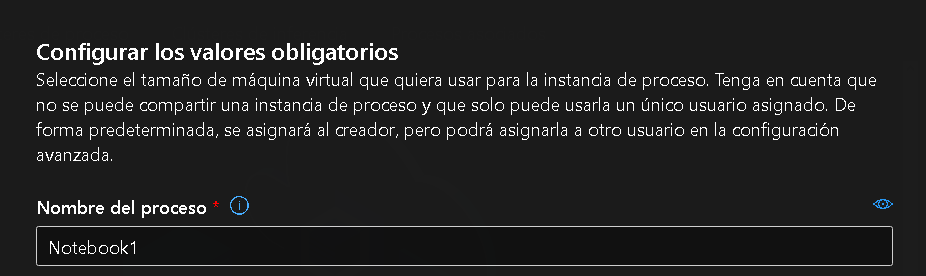 Configurar los valores obligatorios
Seleccione el tamaño de máquina virtual que quiera usar para la instancia de proceso. Tenga en cuenta que
no se puede compartir una instancia de proceso y que solo puede usarla un único usuario asignado. De
forma predeterminada, se asignará al creador, pero podrá asignarla a otro usuario en la configuración
avanzada.
Nombre del proceso *
Notebook1